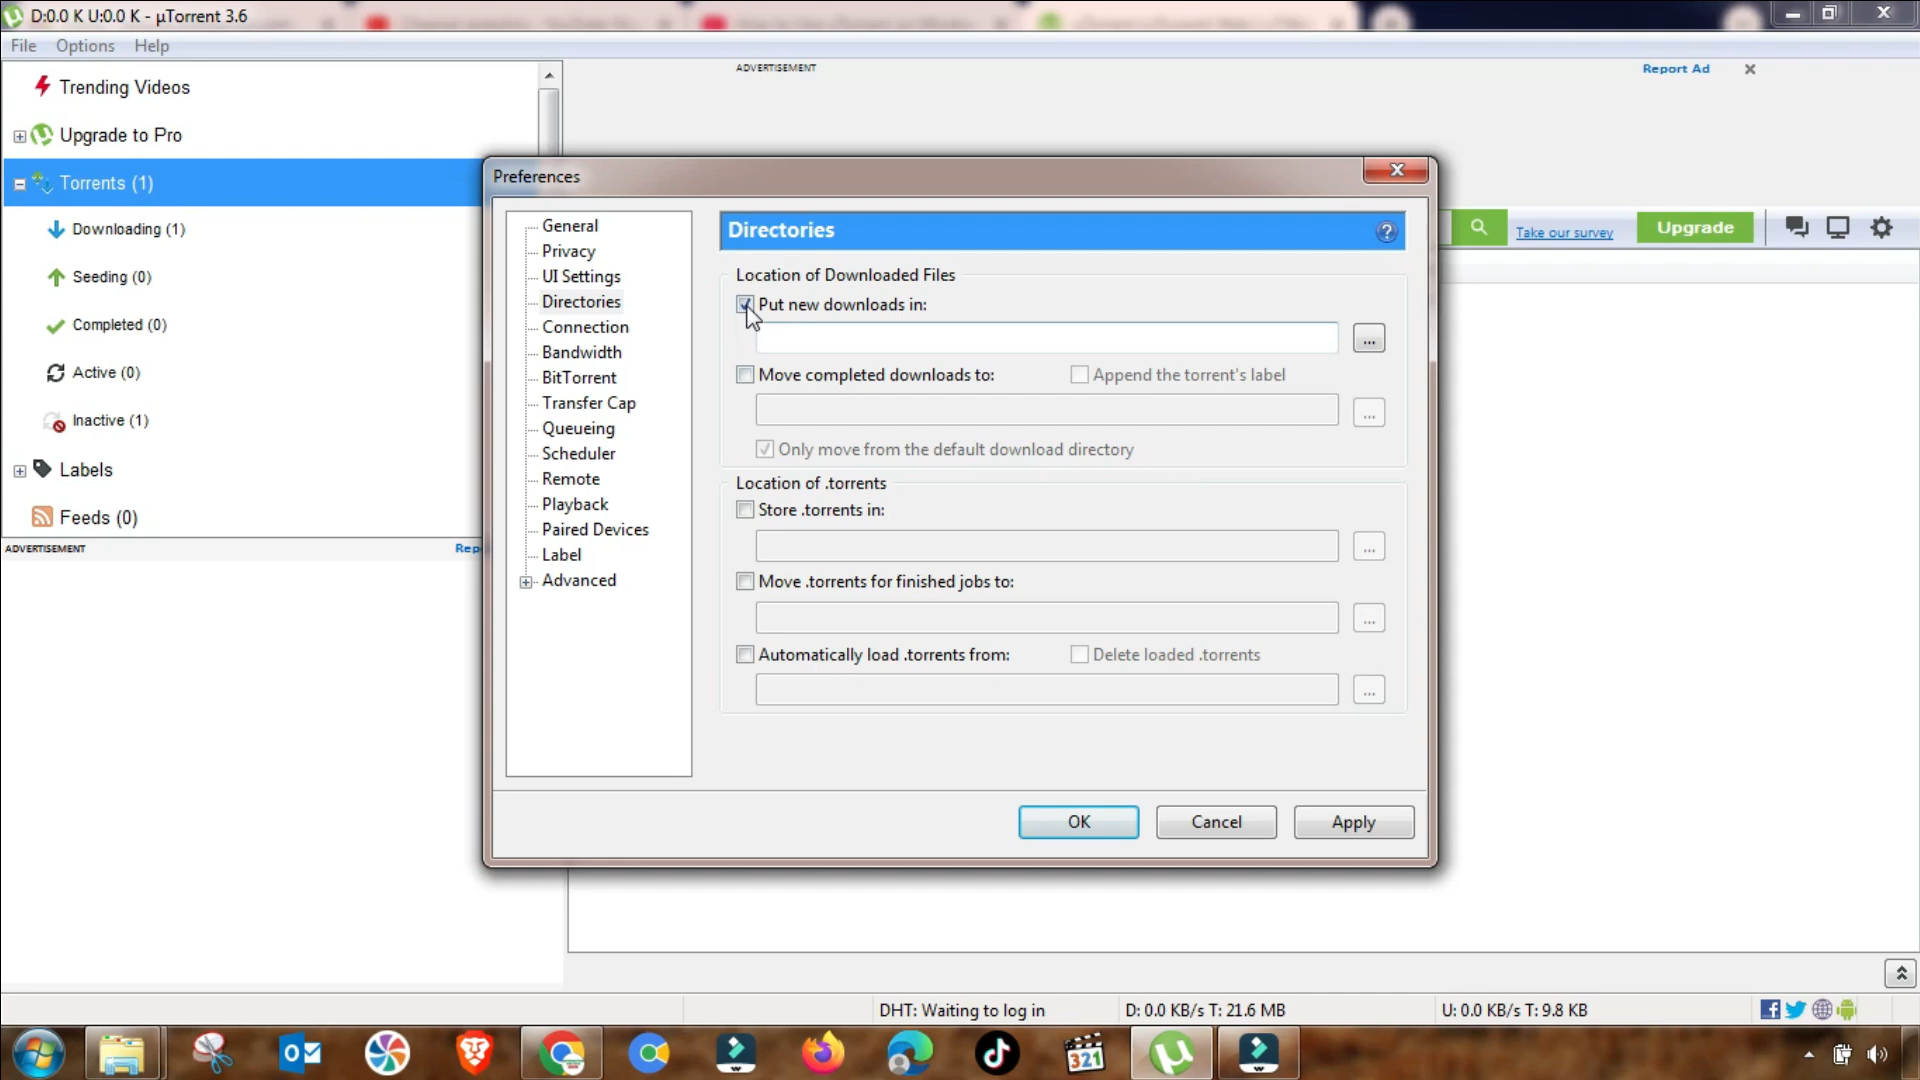 D:0.0 K U:0.0 K - µTorrent 3.6
File Options Help
Trending Videos
Upgrade to Pro
Torrents (1)
Downloading (1)
Seeding (0)
Completed (0)
Active (0)
Inactive (1)
Labels
Feeds (0)
ADVERTISEMENT Rep
ADVERTISEMENT
Report Ad
Take our survey
Upgrade
Preferences
General
Privacy
UI Settings
Directories
Connection
Bandwidth
BitTorrent
Transfer Cap
Queueing
Scheduler
Remote
Playback
Paired Devices
Label
Advanced
Directories
Location of Downloaded Files
Put new downloads in:
...
Move completed downloads to: Append the torrent's label
...
Only move from the default download directory
Location of .torrents
Store .torrents in:
...
Move .torrents for finished jobs to:
...
Automatically load .torrents from: Delete loaded .torrents
...
OK Cancel Apply
DHT: Waiting to log in D: 0.0 KB/s T: 21.6 MB U: 0.0 KB/s T: 9.8 KB
321